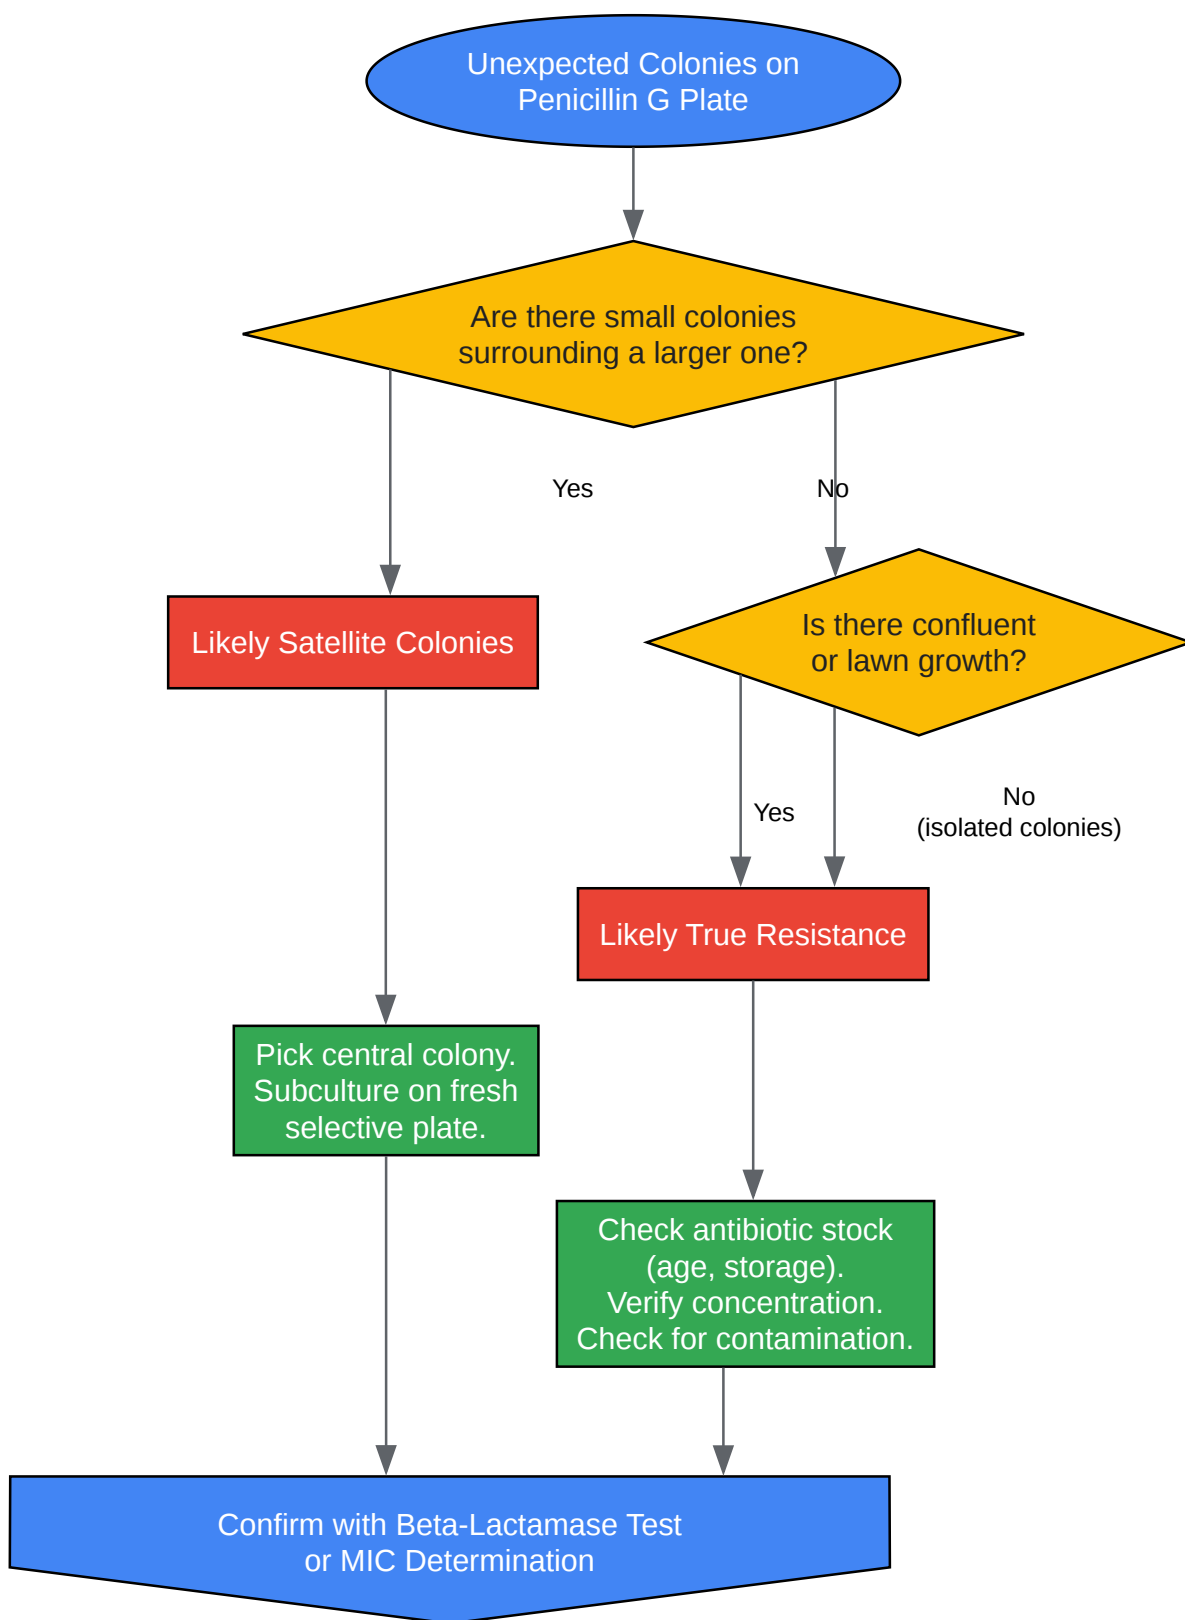 Unexpected Colonies on
Penicillin G Plate
Are there small colonies
surrounding a larger one?
Yes
No
Likely Satellite Colonies
Is there confluent
or lawn growth?
Yes
No
(isolated colonies)
Likely True Resistance
Pick central colony.
Subculture on fresh
selective plate.
Check antibiotic stock
(age, storage).
Verify concentration.
Check for contamination.
Confirm with Beta-Lactamase Test
or MIC Determination